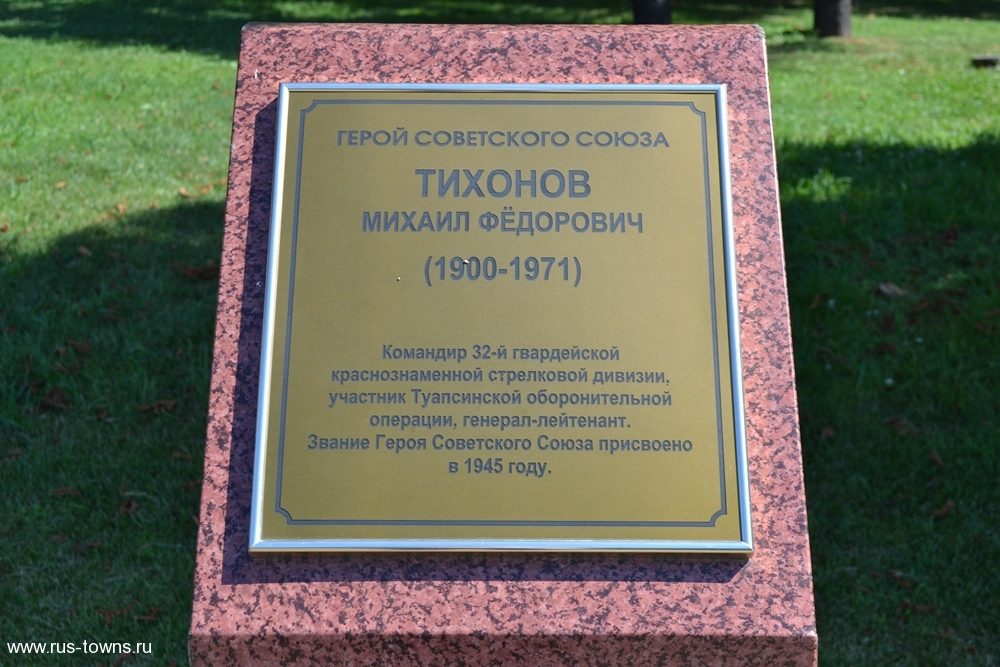 ГЕРОЙ СОВЕТСКОГО СОЮЗА
ТИХОНОВ
МИХАИЛ ФЁДОРОВИЧ
(1900-1971)
Командир 32-й гвардейской
краснознаменной стрелковой дивизии,
участник Туапсинской оборонительной
операции, генерал-лейтенант.
Звание Героя Советского Союза присвоено
в 1945 году.
www.rus-towns.ru